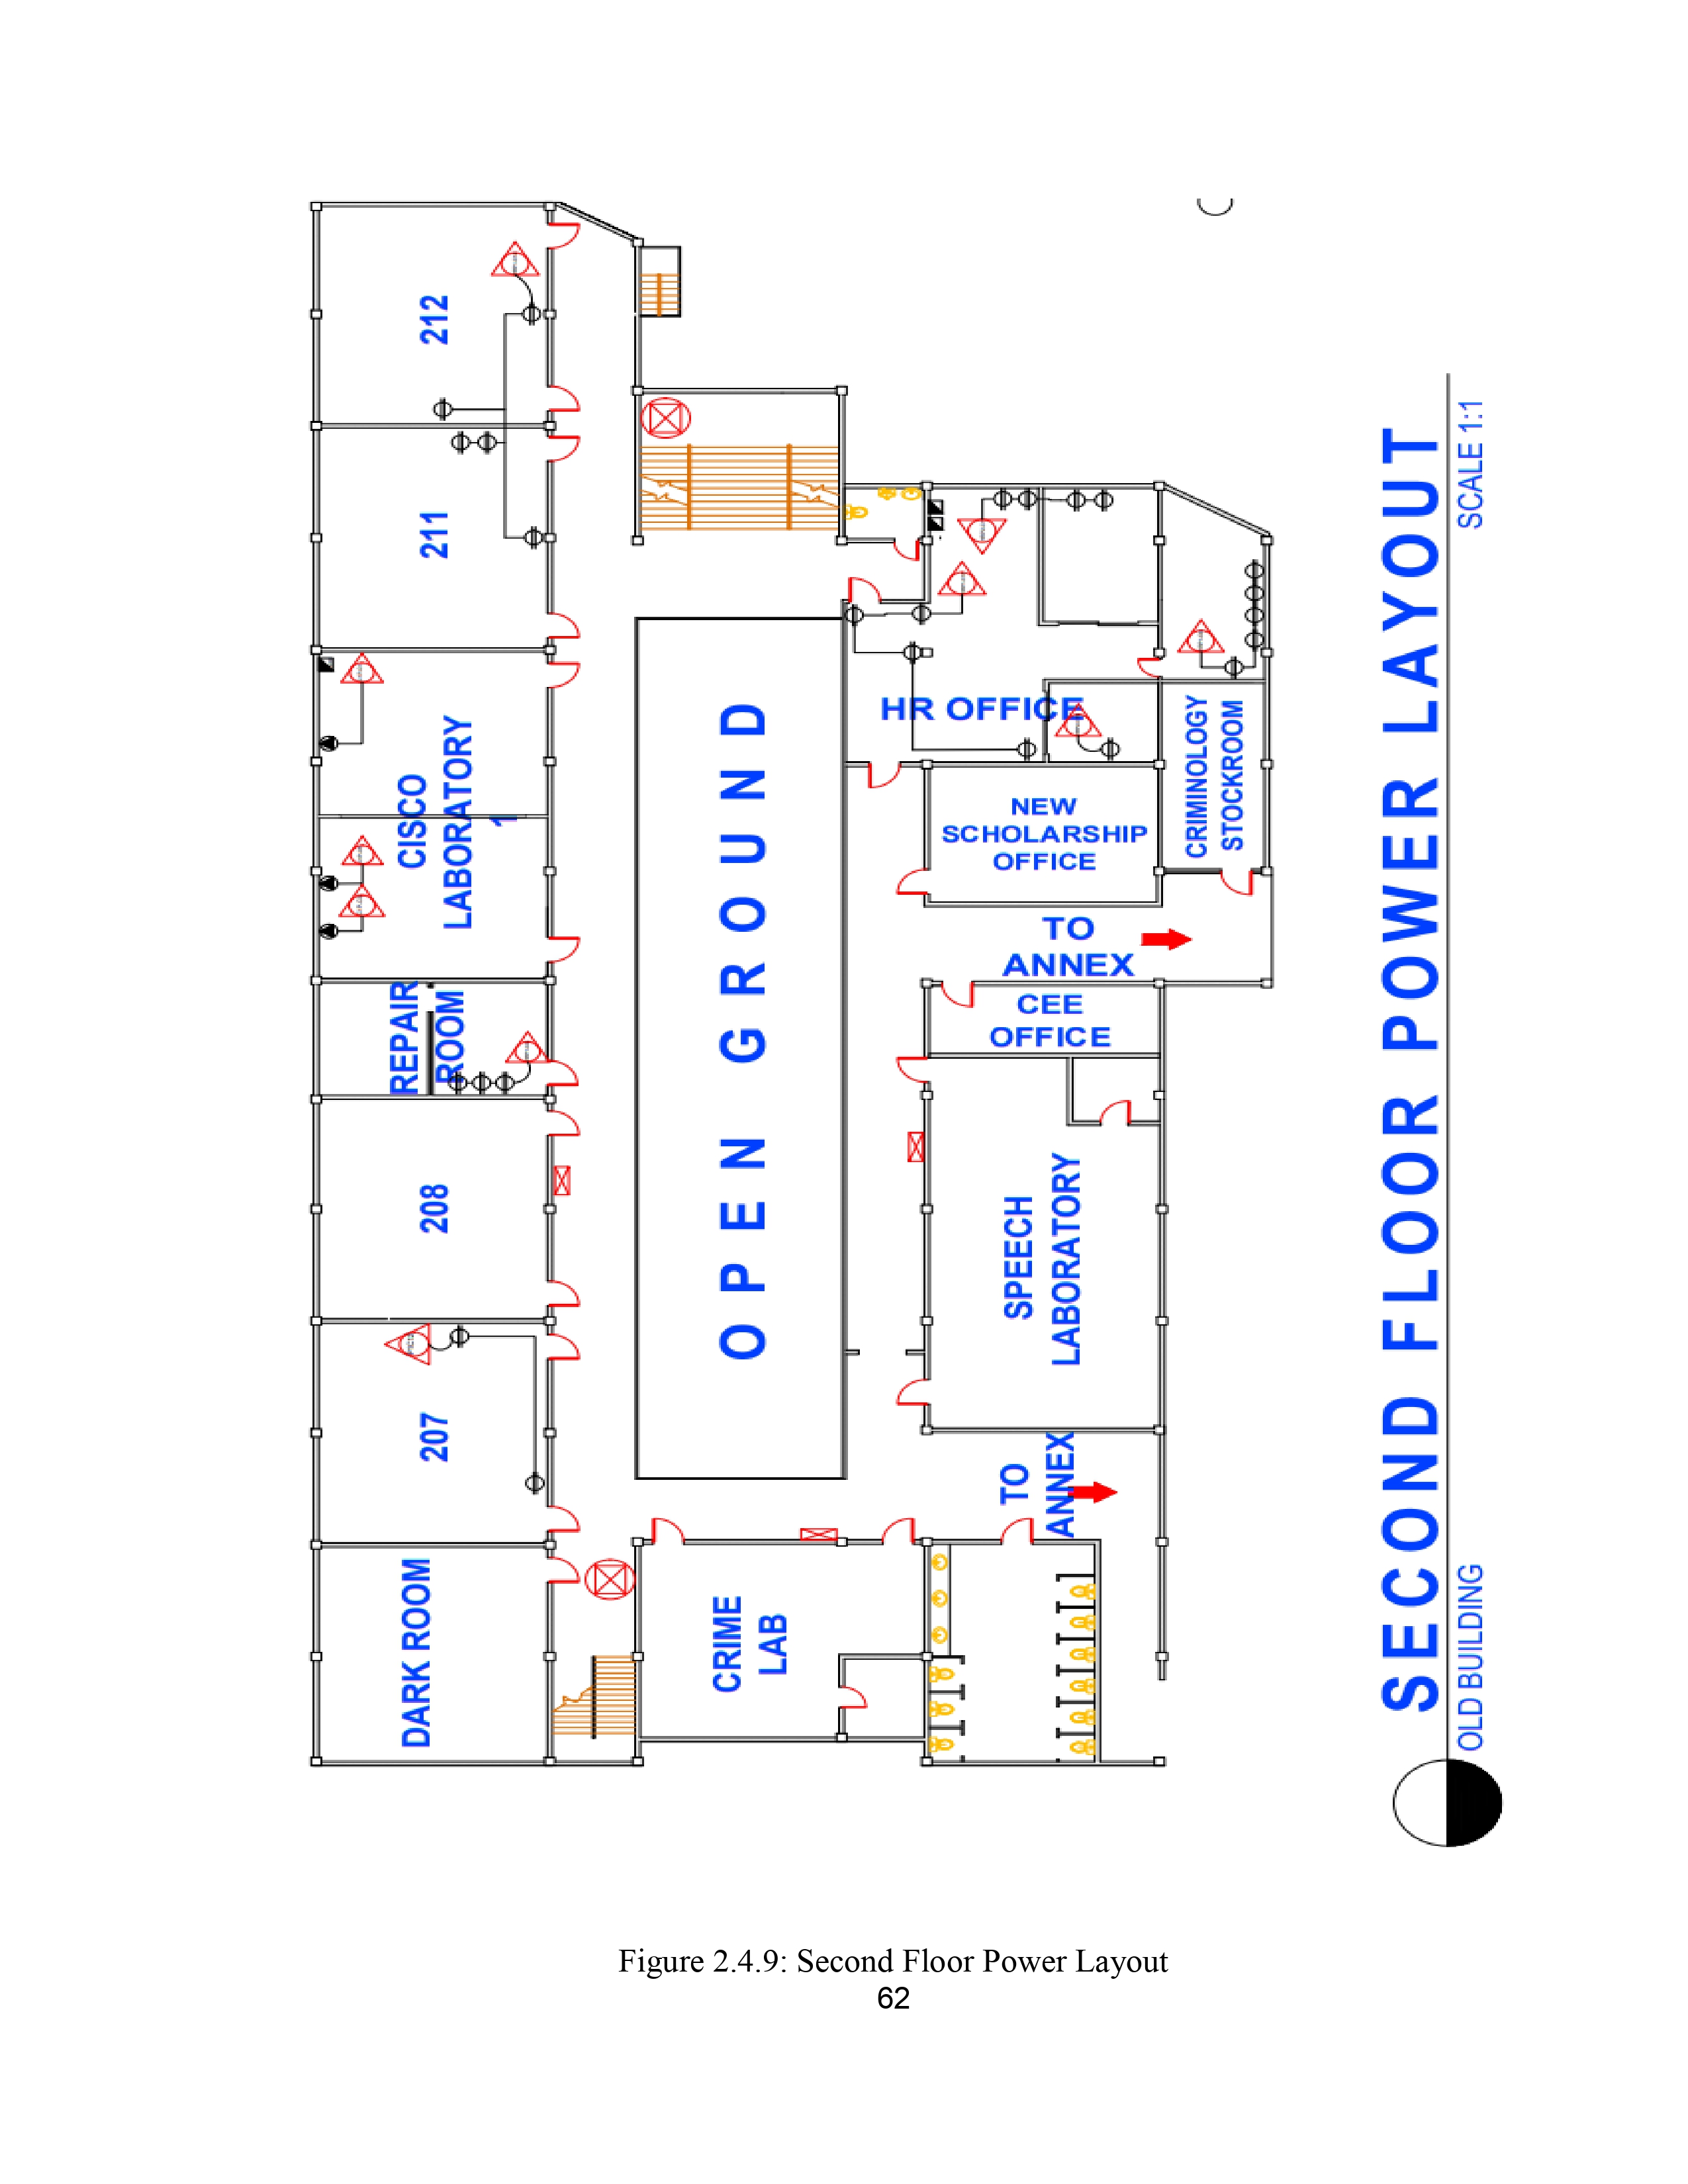 212
211
CISCO
LABORATORY
1
REPAIR
ROOM
208
207
DARK ROOM
OPEN GROUND
HR OFFICE
NEW
SCHOLARSHIP
OFFICE
CRIMINOLOGY
STOCKROOM
TO
ANNEX
CEE
OFFICE
SPEECH
LABORATORY
TO
ANNEX
CRIME
LAB
SECOND FLOOR POWER LAYOUT
OLD BUILDING
SCALE 1:1
Figure 2.4.9: Second Floor Power Layout
62